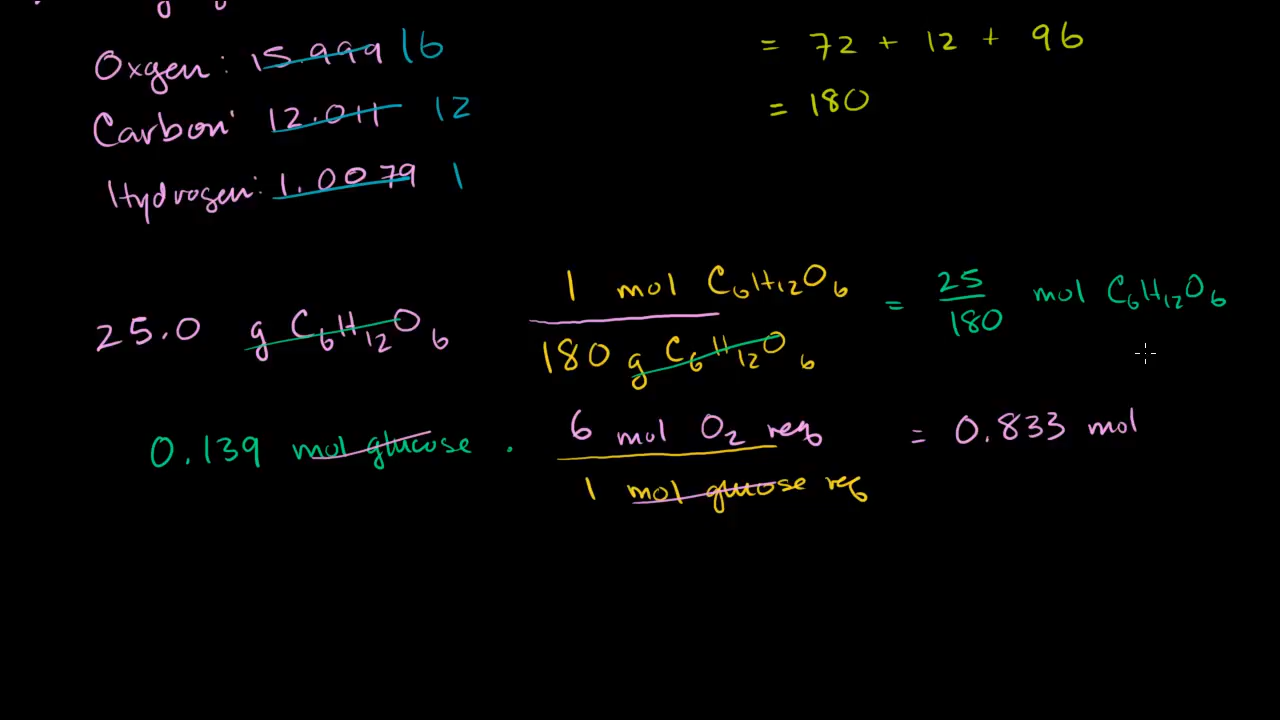 Oxgen: 15.999 16
= 72 + 12 + 96
Carbon: 12.011 12
= 180
Hydrogen: 1.0079 1
25.0 g C6H12O6 1 mol C6H12O6 / 180 g C6H12O6 = 25/180 mol C6H12O6
0.139 mol glucose · 6 mol O2 req / 1 mol glucose req = 0.833 mol